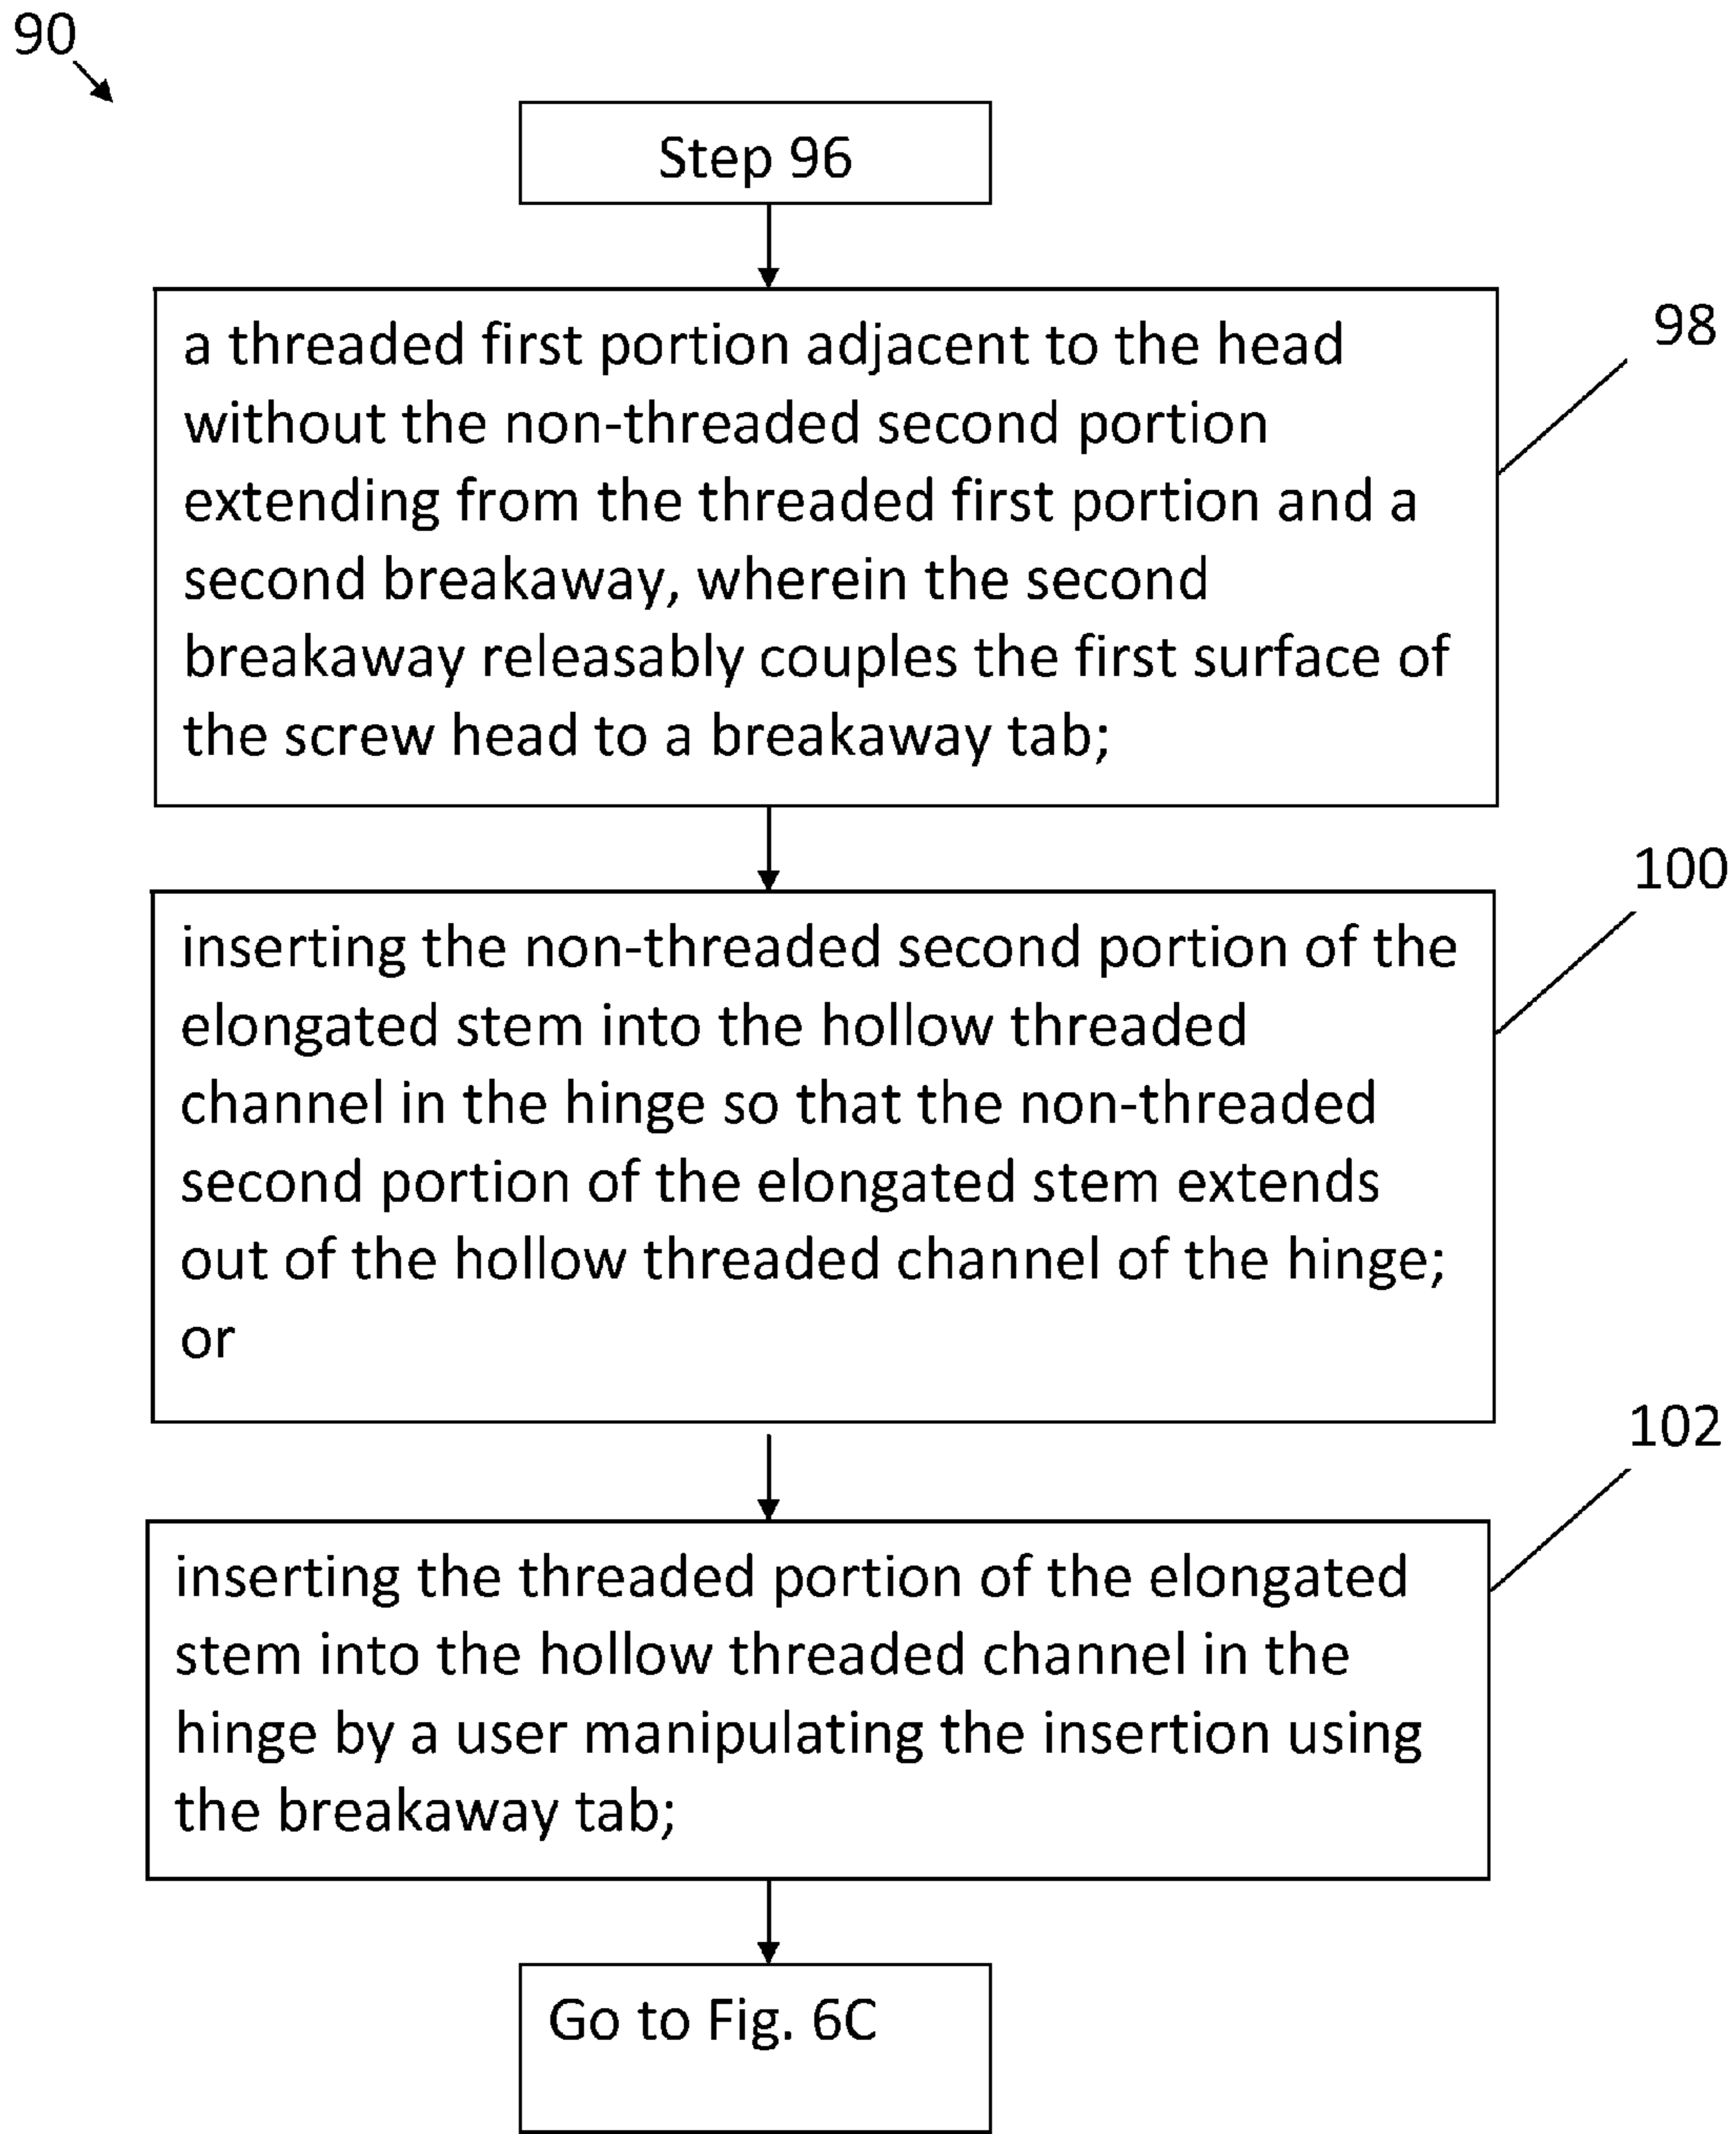 90
Step 96
98
a threaded first portion adjacent to the head
without the non-threaded second portion
extending from the threaded first portion and a
second breakaway, wherein the second
breakaway releasably couples the first surface of
the screw head to a breakaway tab;
100
inserting the non-threaded second portion of the
elongated stem into the hollow threaded
channel in the hinge so that the non-threaded
second portion of the elongated stem extends
out of the hollow threaded channel of the hinge;
or
102
inserting the threaded portion of the elongated
stem into the hollow threaded channel in the
hinge by a user manipulating the insertion using
the breakaway tab;
Go to Fig. 6C